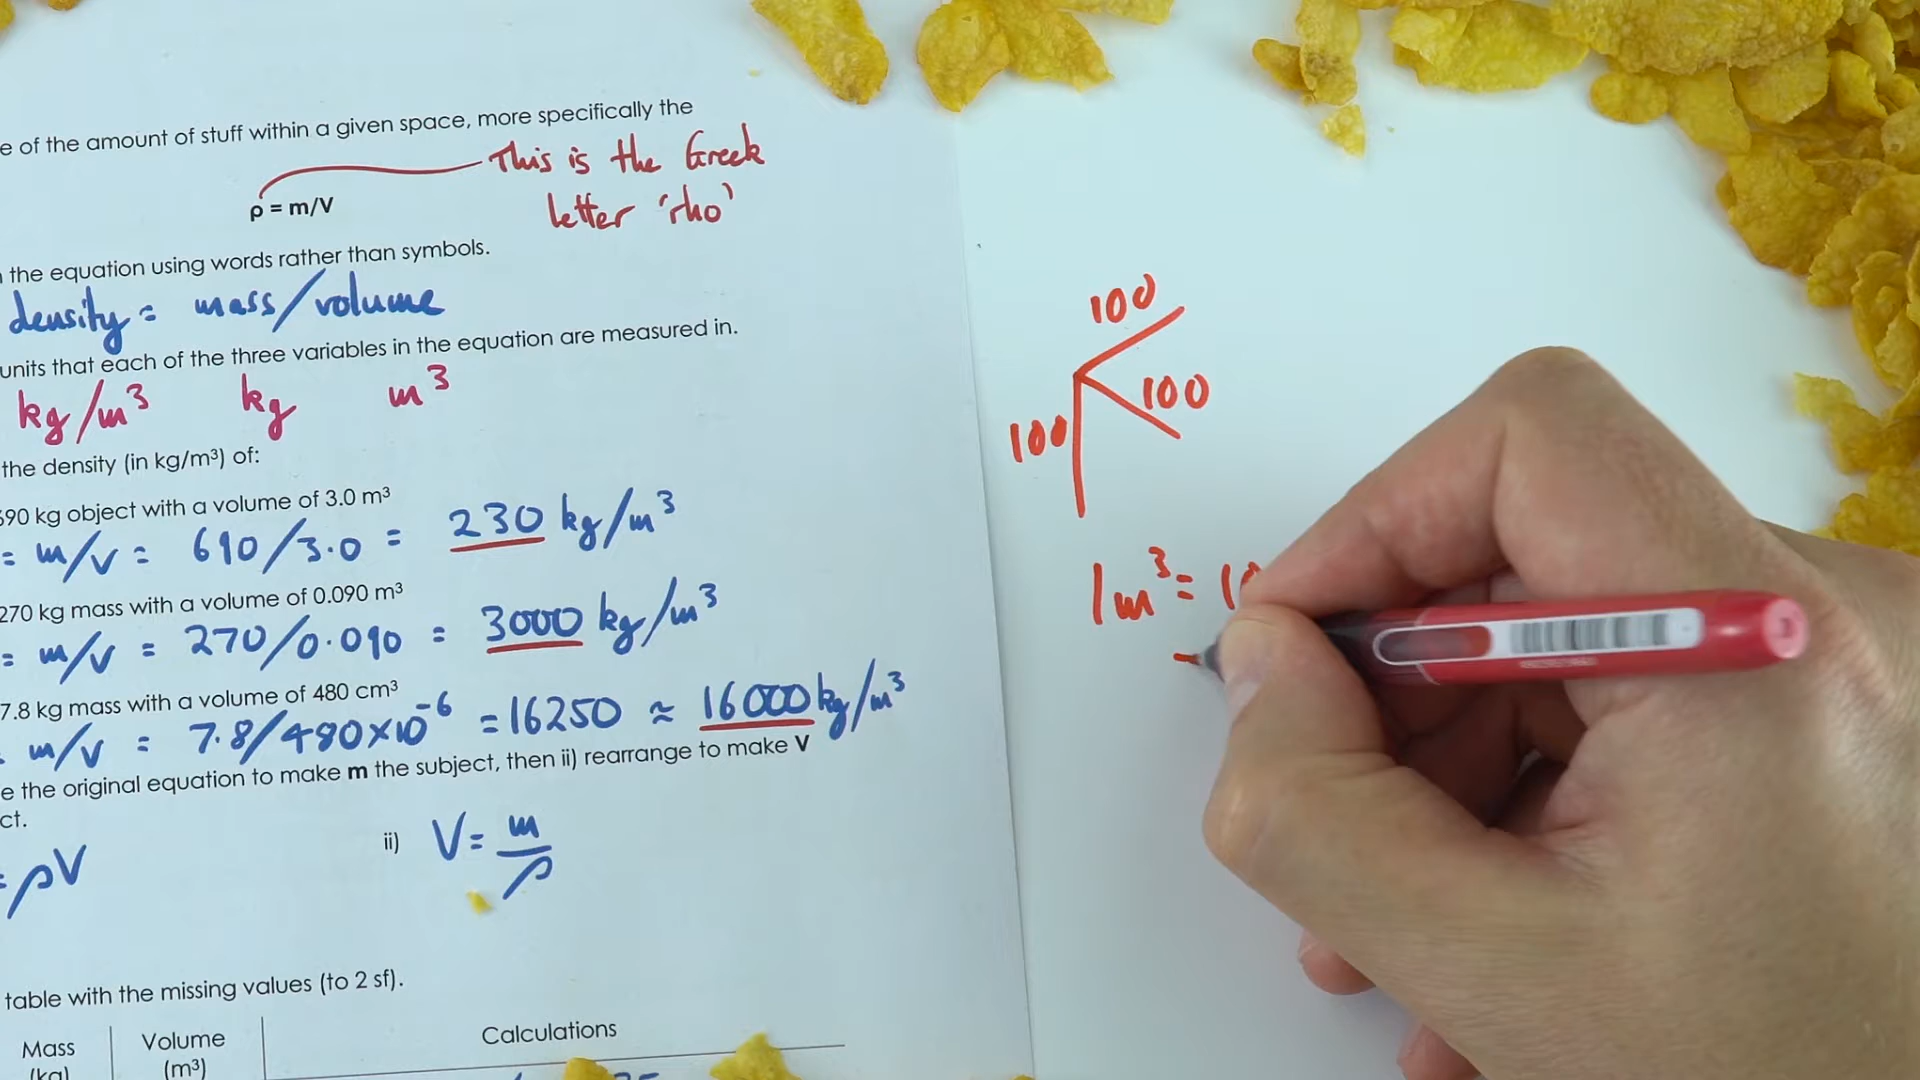 e of the amount of stuff within a given space, more specifically the
This is the Greek
letter 'rho'
ρ = m/V
the equation using words rather than symbols.
density = mass/volume
units that each of the three variables in the equation are measured in.
kg/m³ kg m³
the density (in kg/m³) of:
690 kg object with a volume of 3.0 m³
= m/V = 690/3.0 = 230 kg/m³
270 kg mass with a volume of 0.090 m³
= m/V = 270/0.090 = 3000 kg/m³
7.8 kg mass with a volume of 480 cm³
= m/V = 7.8/480×10⁻⁶ = 16250 ≈ 16000 kg/m³
e the original equation to make m the subject, then ii) rearrange to make V
ct.
= ρV
ii) V = m/ρ
table with the missing values (to 2 sf).
Mass
(kg)
Volume
(m³)
Calculations
100
100
100
1m³ = 10